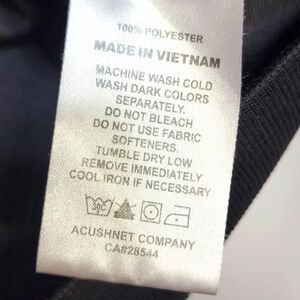 100% POLYESTER
MADE IN VIETNAM
MACHINE WASH COLD
WASH DARK COLORS
SEPARATELY.
DO NOT BLEACH
DO NOT USE FABRIC
SOFTENERS.
TUMBLE DRY LOW
REMOVE IMMEDIATELY
COOL IRON IF NECESSARY
30C
ACUSHNET COMPANY
CA#28544